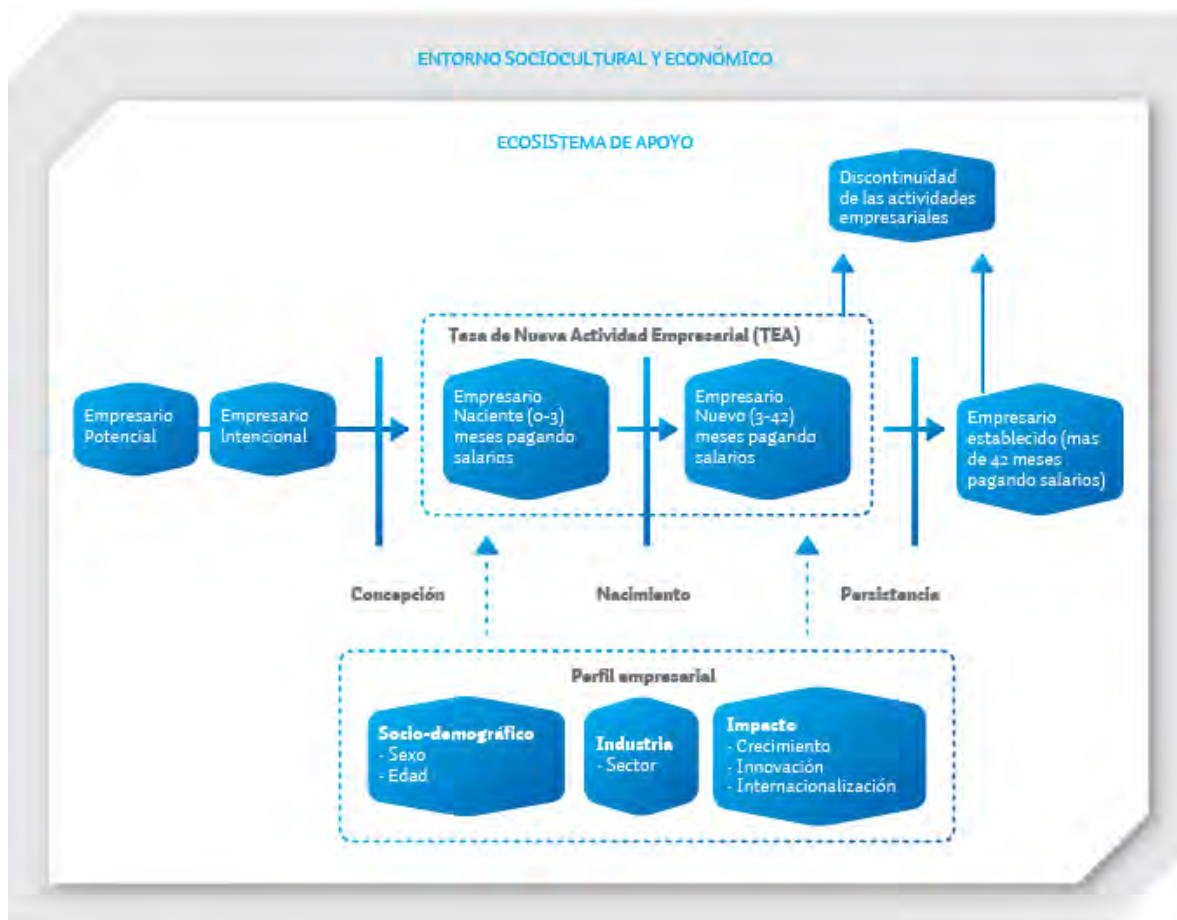 ENTORNO SOCIOCULTURAL Y ECONÓMICO
ECOSISTEMA DE APOYO
Discontinuidad
de las actividades
empresariales
Tasa de Nueva Actividad Empresarial (TEA)
Empresario
Potencial
Empresario
Intencional
Empresario
Naciente (0-3)
meses pagando
salarios
Empresario
Nuevo (3-42)
meses pagando
salarios
Empresario
establecido (mas
de 42 meses
pagando salarios)
Concepción
Nacimiento
Persistencia
Perfil empresarial
Socio-demográfico
- Sexo
- Edad
Industria
- Sector
Impacto
- Crecimiento
- Innovación
- Internacionalización